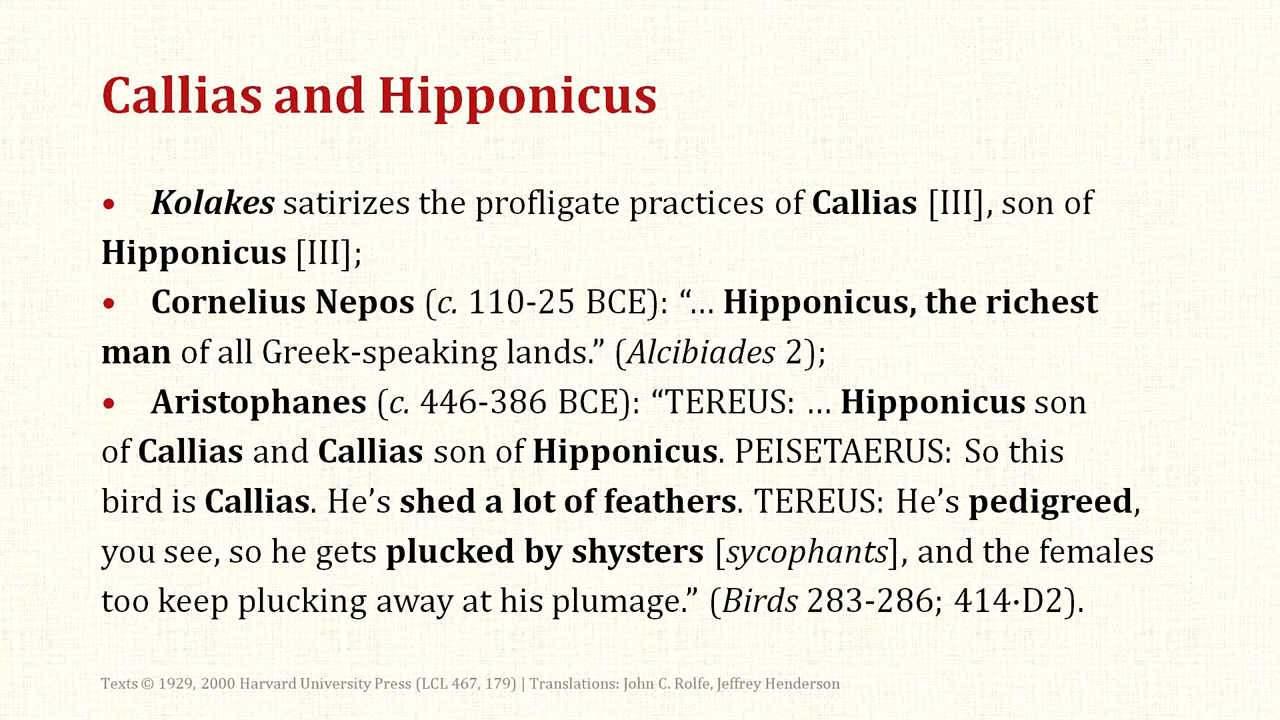 Callias and Hipponicus
• Kolakes satirizes the profligate practices of Callias [III], son of
Hipponicus [III];
• Cornelius Nepos (c. 110-25 BCE): “… Hipponicus, the richest
man of all Greek-speaking lands.” (Alcibiades 2);
• Aristophanes (c. 446-386 BCE): “TEREUS: … Hipponicus son
of Callias and Callias son of Hipponicus. PEISETAERUS: So this
bird is Callias. He’s shed a lot of feathers. TEREUS: He’s pedigreed,
you see, so he gets plucked by shysters [sycophants], and the females
too keep plucking away at his plumage.” (Birds 283-286; 414·D2).
Texts © 1929, 2000 Harvard University Press (LCL 467, 179) | Translations: John C. Rolfe, Jeffrey Henderson